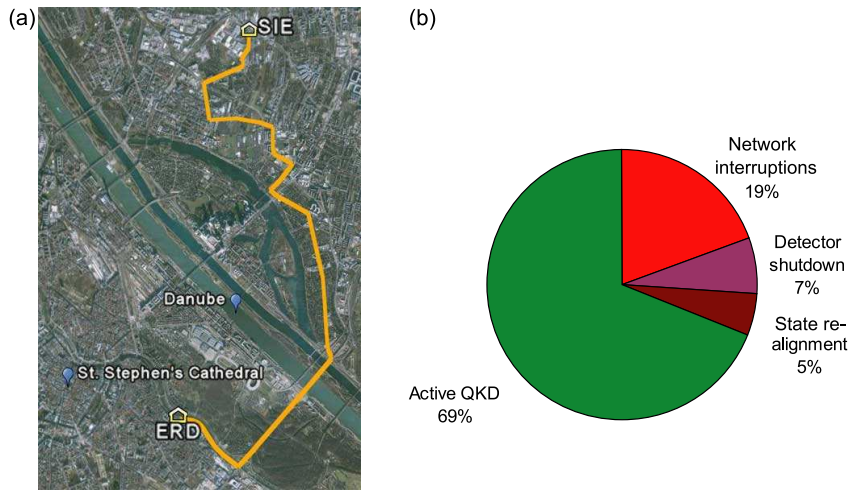 (a)
SIE
Danube
St. Stephen's Cathedral
ERD
(b)
Network
interruptions
19%
Detector
shutdown
7%
State re-
alignment
5%
Active QKD
69%